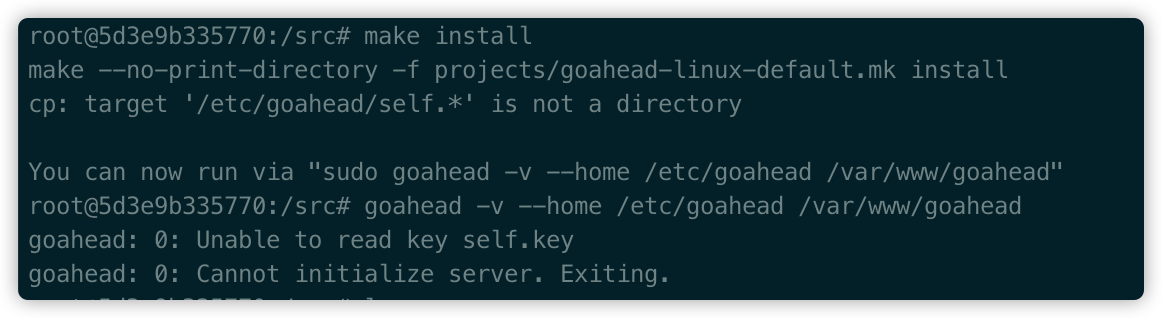 root@5d3e9b335770:/src# make install
make --no-print-directory -f projects/goahead-linux-default.mk install
cp: target '/etc/goahead/self.*' is not a directory
You can now run via "sudo goahead -v --home /etc/goahead /var/www/goahead"
root@5d3e9b335770:/src# goahead -v --home /etc/goahead /var/www/goahead
goahead: 0: Unable to read key self.key
goahead: 0: Cannot initialize server. Exiting.